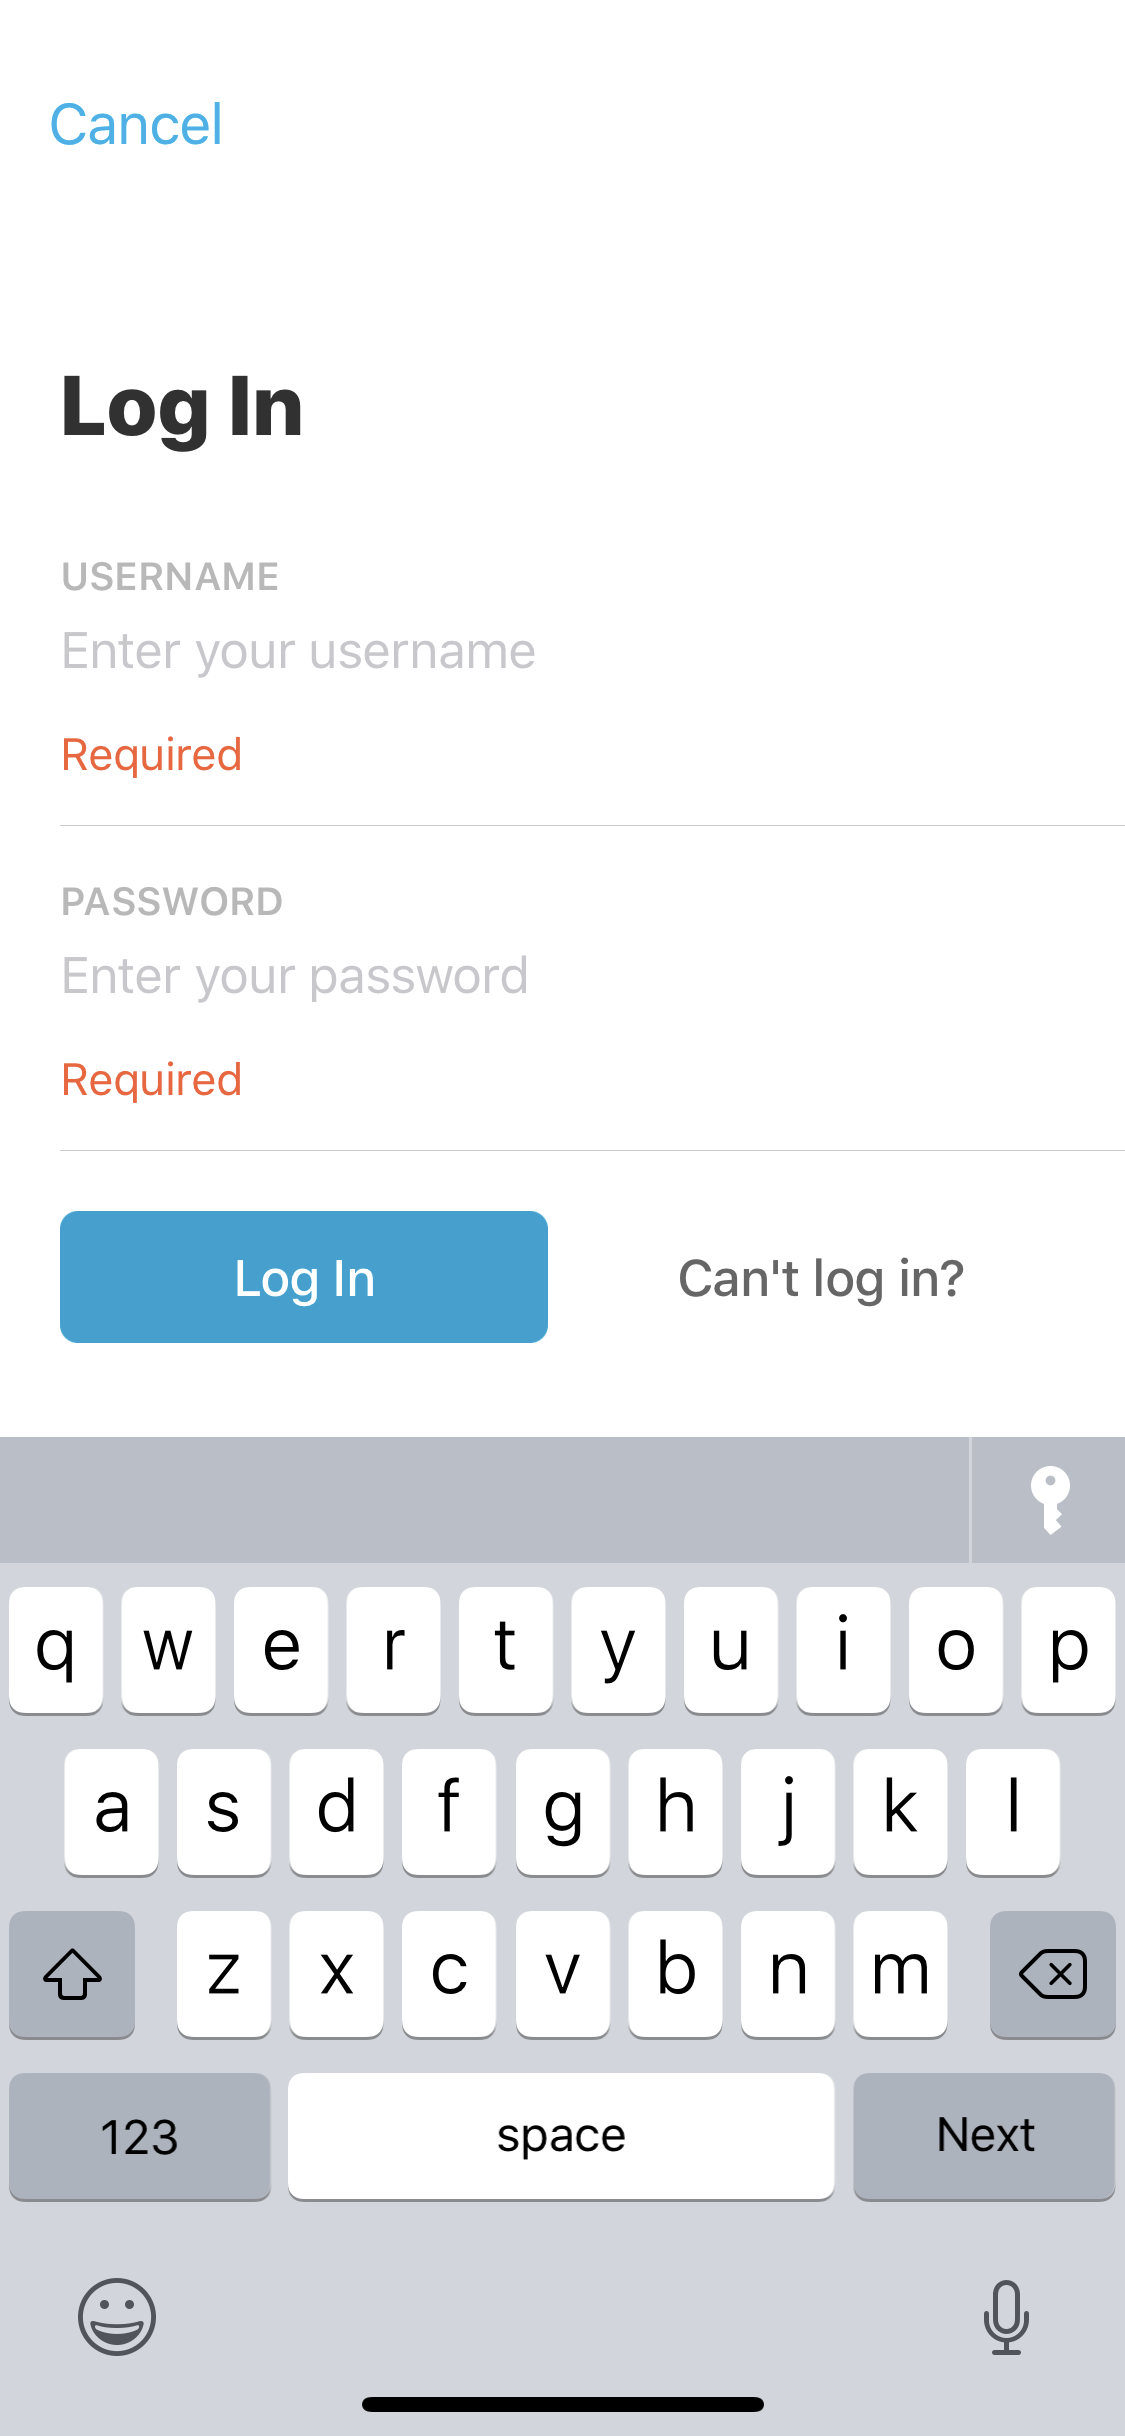 Cancel
Log In
USERNAME
Enter your username
Required
PASSWORD
Enter your password
Required
Log In Can't log in?
q w e r t y u i o p
a s d f g h j k l
z x c v b n m
123 space Next